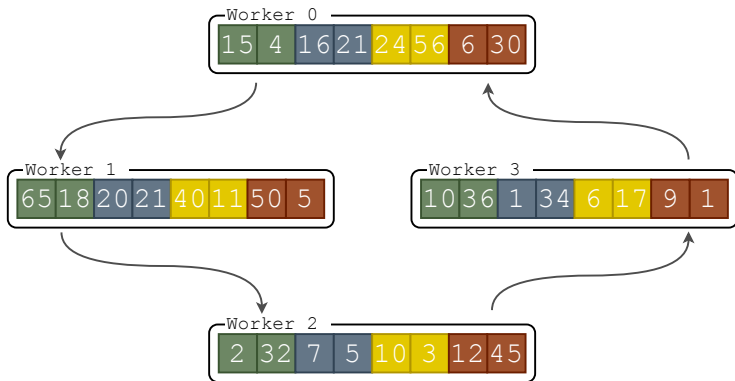 Worker 0
15 4 16 21 24 56 6 30
Worker 1
65 18 20 21 40 11 50 5
Worker 3
10 36 1 34 6 17 9 1
Worker 2
2 32 7 5 10 3 12 45